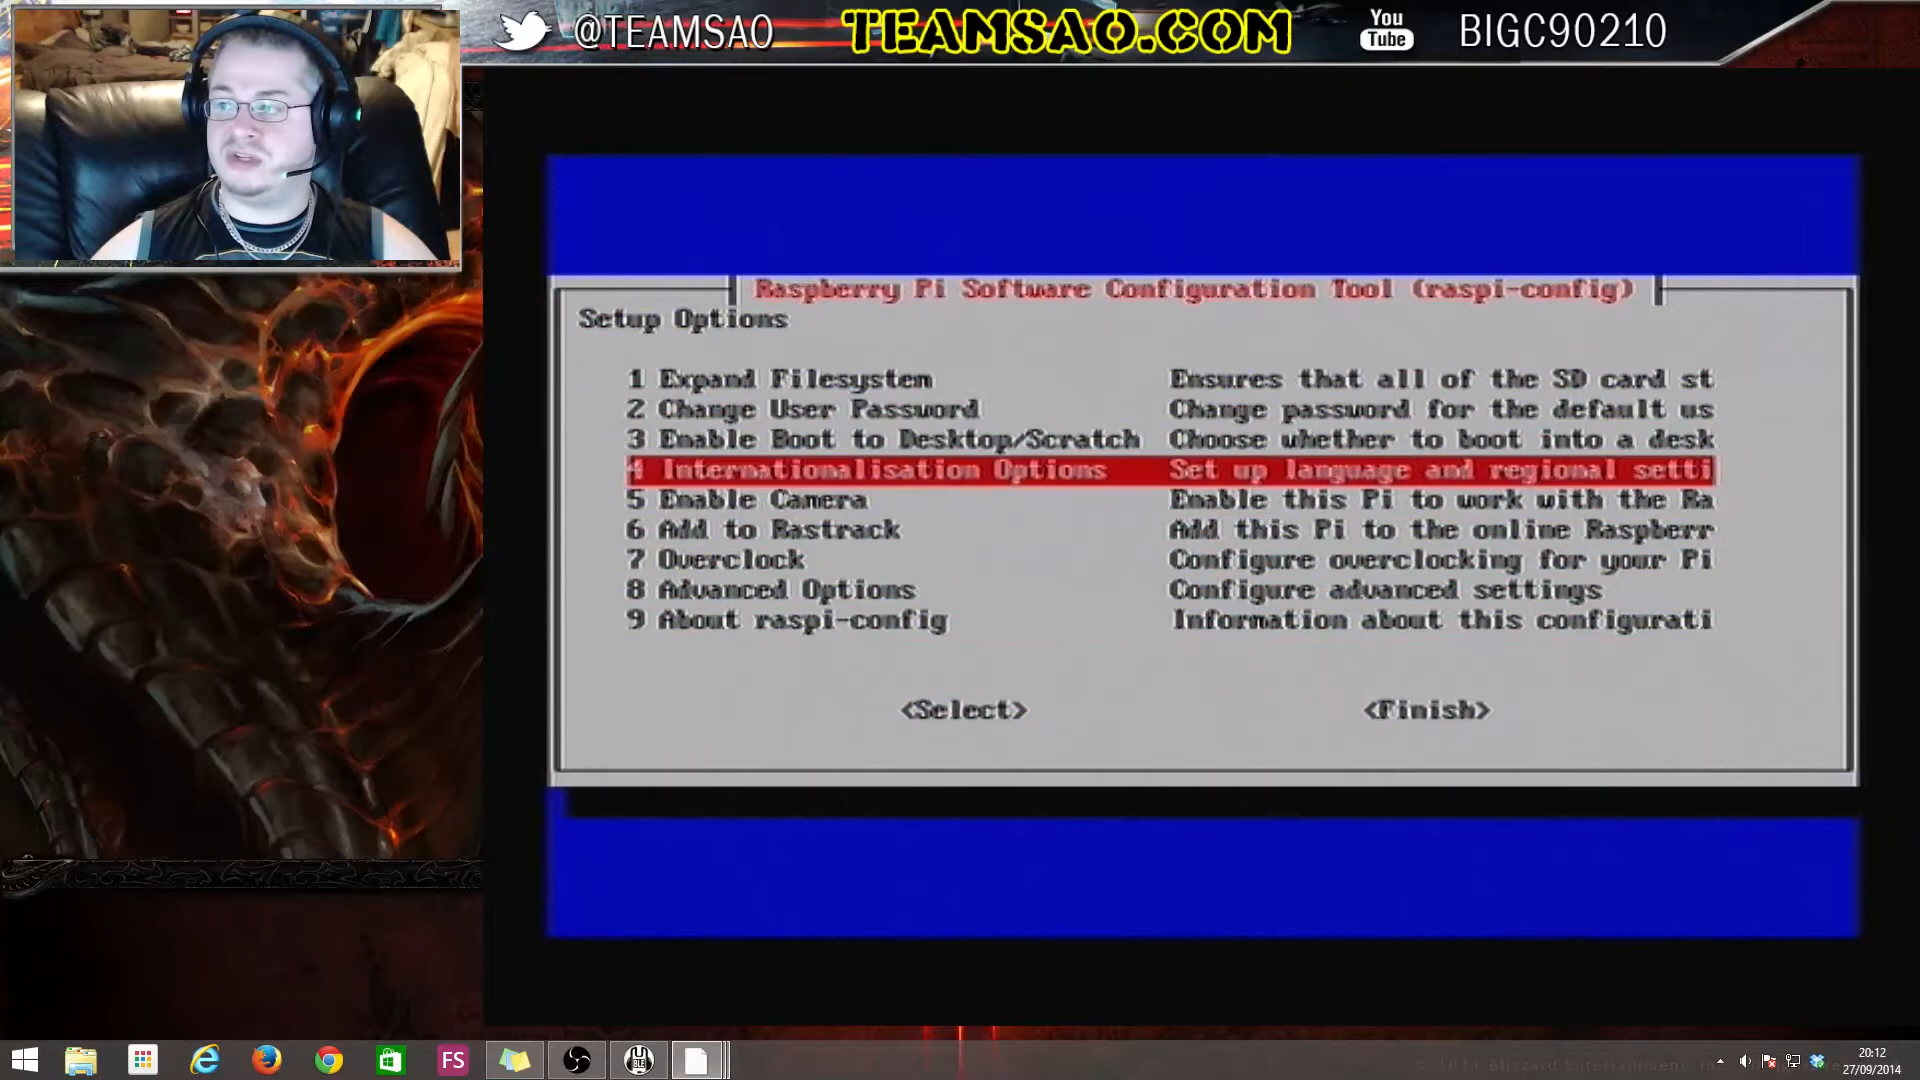 @TEAMSAO
TEAMSAO.COM
You
Tube
BIGC90210
Raspberry Pi Software Configuration Tool (raspi-config)
Setup Options
1 Expand Filesystem Ensures that all of the SD card st
2 Change User Password Change password for the default us
3 Enable Boot to Desktop/Scratch Choose whether to boot into a desk
4 Internationalisation Options Set up language and regional setti
5 Enable Camera Enable this Pi to work with the Ra
6 Add to Rastrack Add this Pi to the online Raspberr
7 Overclock Configure overclocking for your Pi
8 Advanced Options Configure advanced settings
9 About raspi-config Information about this configurati
<Select> <Finish>
FS
20:12
27/09/2014